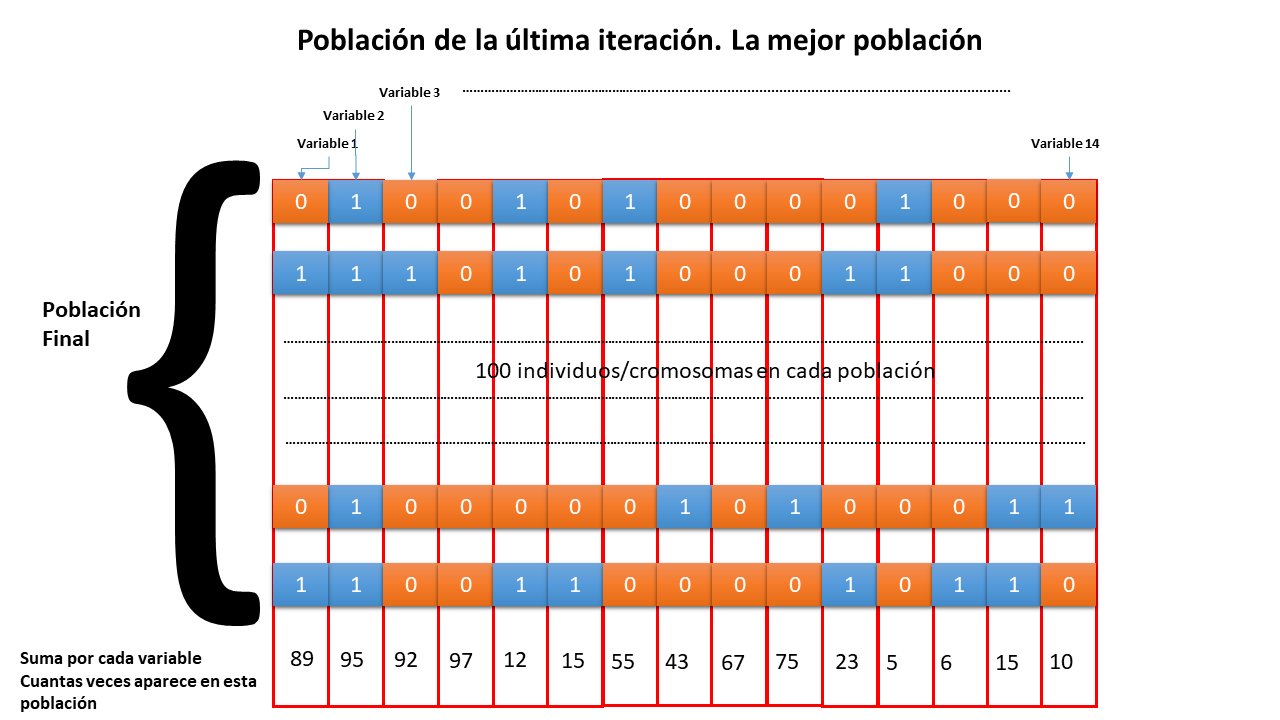 Población de la última iteración. La mejor población
Variable 3
Variable 2
Variable 1
Variable 14
0 1 0 0 1 0 1 0 0 0 0 1 0 0 0
1 1 1 0 1 0 1 0 0 0 1 1 0 0 0
Población
Final
100 individuos/cromosomas en cada población
0 1 0 0 0 0 0 1 0 1 0 0 0 1 1
1 1 0 0 1 1 0 0 0 0 1 0 1 1 0
Suma por cada variable
Cuantas veces aparece en esta
población
89 95 92 97 12 15 55 43 67 75 23 5 6 15 10